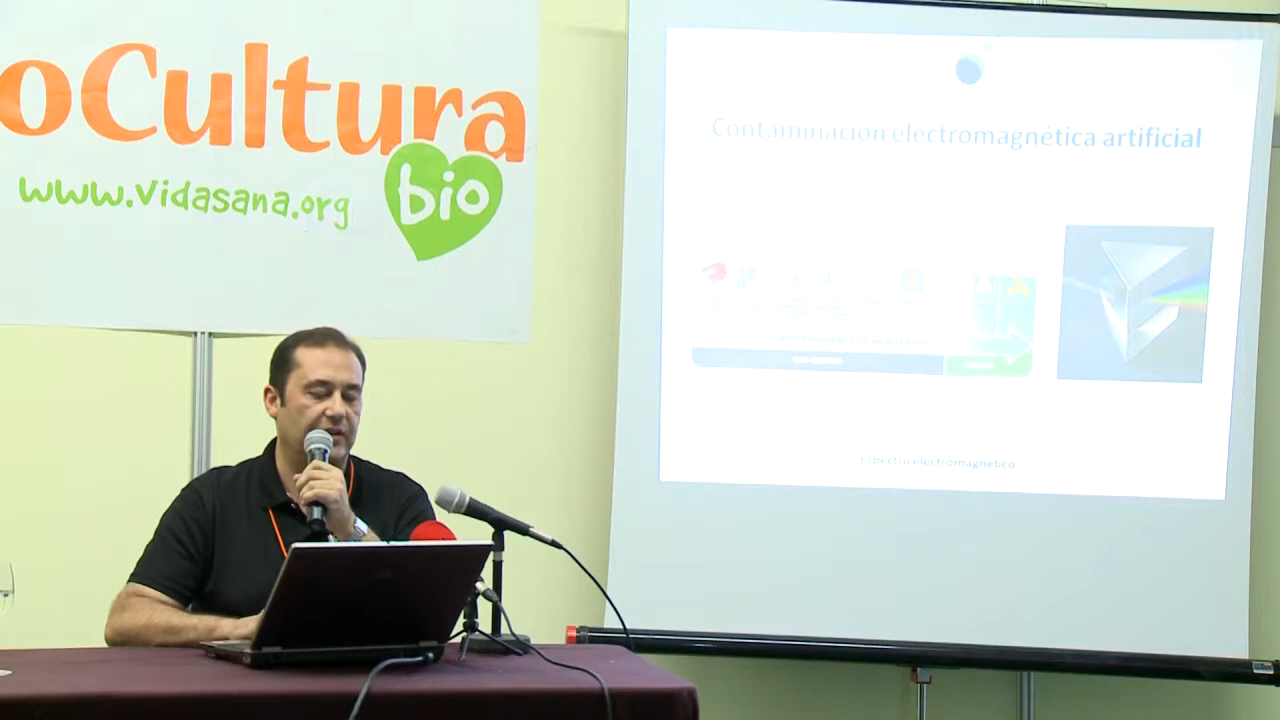 oCultura
bio
www.vidasana.org
Contaminación electromagnética artificial
Espectro electromagnético